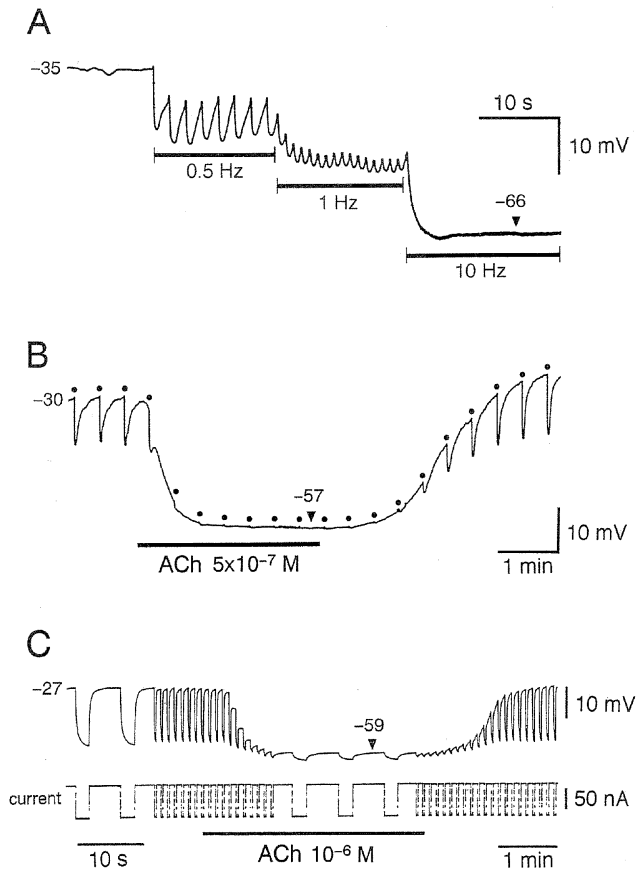 A
−35
10 s
10 mV
0.5 Hz
1 Hz
−66
10 Hz
B
−30
−57
10 mV
ACh 5x10⁻⁷ M
1 min
C
−27
10 mV
−59
current
50 nA
10 s
ACh 10⁻⁶ M
1 min